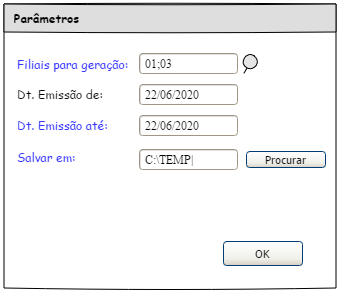 Parâmetros
Filiais para geração: 01;03
Dt. Emissão de: 22/06/2020
Dt. Emissão até: 22/06/2020
Salvar em: C:\TEMP| Procurar
OK